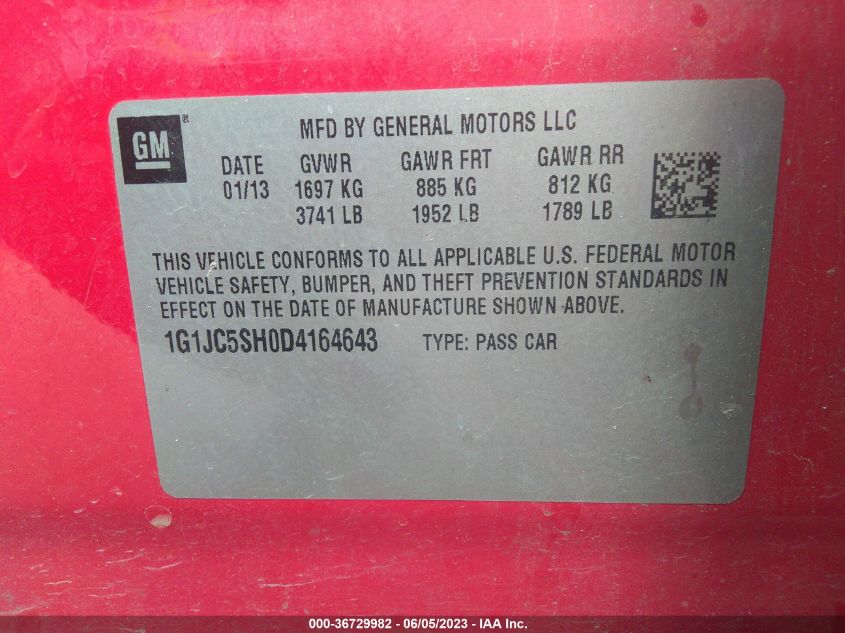 GM ®
MFD BY GENERAL MOTORS LLC
DATE GVWR GAWR FRT GAWR RR
01/13 1697 KG 885 KG 812 KG
3741 LB 1952 LB 1789 LB
THIS VEHICLE CONFORMS TO ALL APPLICABLE U.S. FEDERAL MOTOR
VEHICLE SAFETY, BUMPER, AND THEFT PREVENTION STANDARDS IN
EFFECT ON THE DATE OF MANUFACTURE SHOWN ABOVE.
1G1JC5SH0D4164643 TYPE: PASS CAR
000-36729982 - 06/05/2023 - IAA Inc.